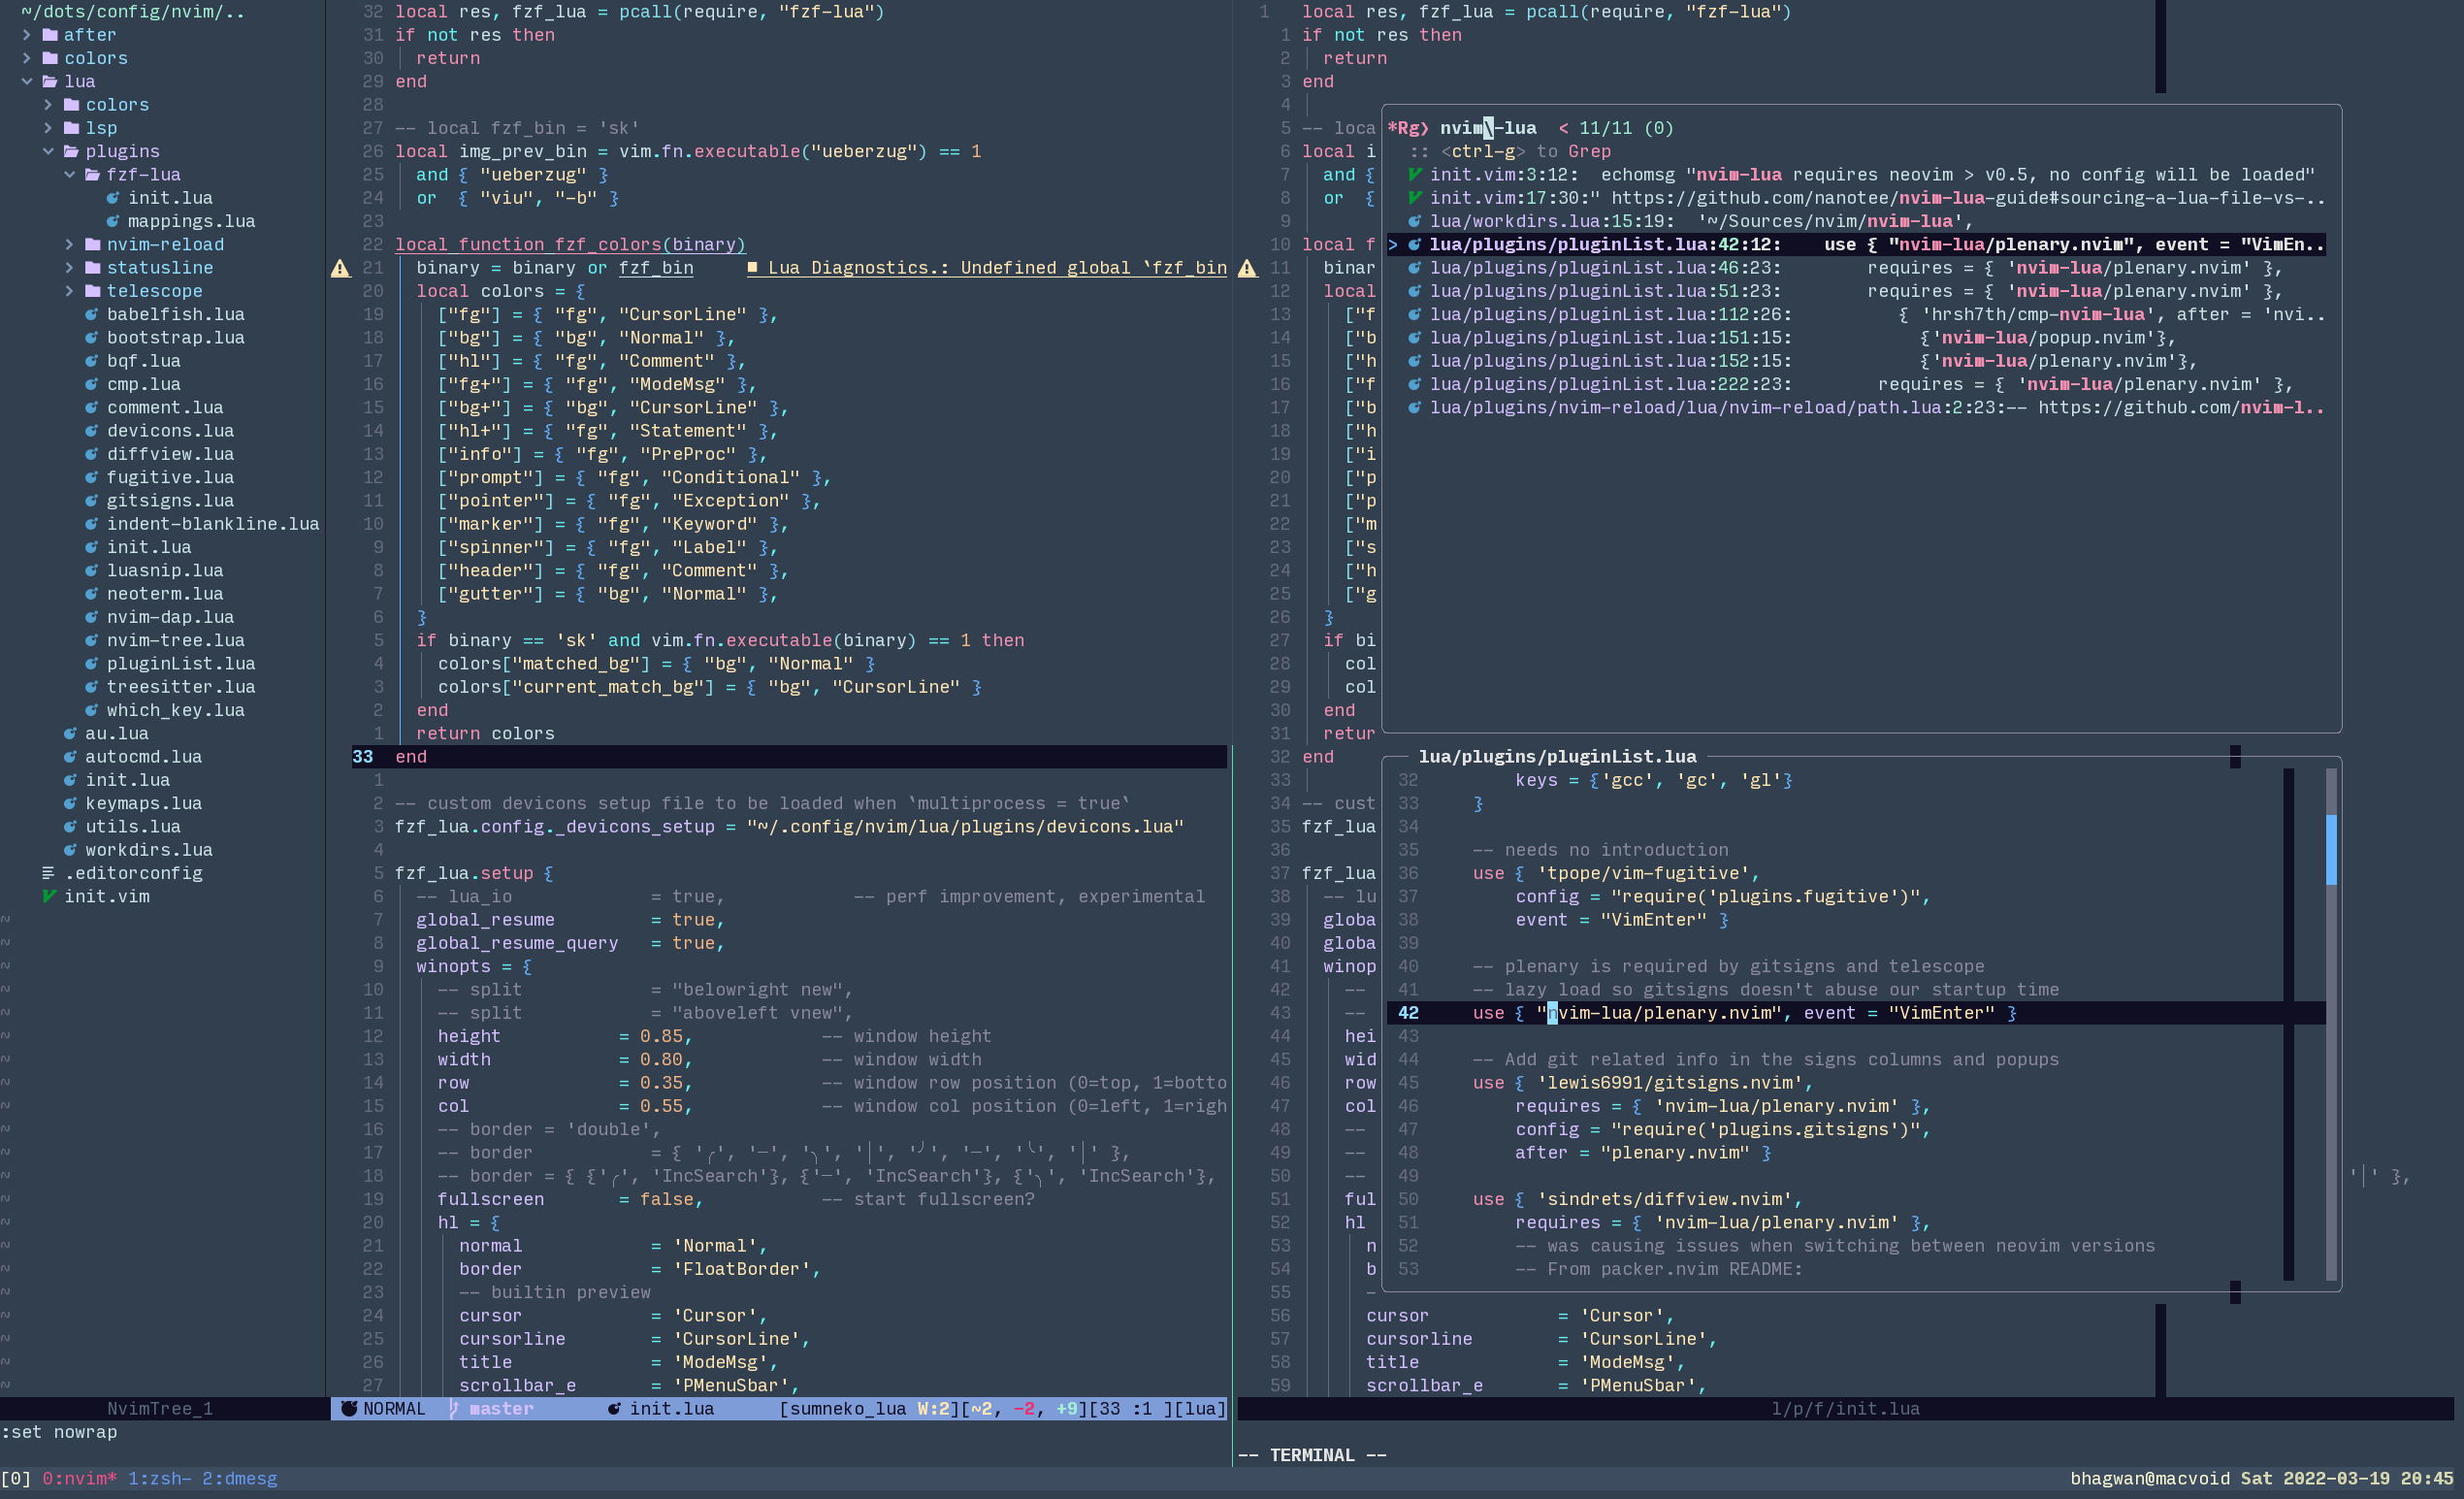 ~/dots/config/nvim/..
after
colors
lua
colors
lsp
plugins
fzf-lua
init.lua
mappings.lua
nvim-reload
statusline
telescope
babelfish.lua
bootstrap.lua
bqf.lua
cmp.lua
comment.lua
devicons.lua
diffview.lua
fugitive.lua
gitsigns.lua
indent-blankline.lua
init.lua
luasnip.lua
neoterm.lua
nvim-dap.lua
nvim-tree.lua
pluginList.lua
treesitter.lua
which_key.lua
au.lua
autocmd.lua
init.lua
keymaps.lua
utils.lua
workdirs.lua
.editorconfig
init.vim
NvimTree_1
32 local res, fzf_lua = pcall(require, "fzf-lua")
31 if not res then
30 return
29 end
28
27 -- local fzf_bin = 'sk'
26 local img_prev_bin = vim.fn.executable("ueberzug") == 1
25 and { "ueberzug" }
24 or { "viu", "-b" }
23
22 local function fzf_colors(binary)
21 binary = binary or fzf_bin ■ Lua Diagnostics.: Undefined global `fzf_bin
20 local colors = {
19 ["fg"] = { "fg", "CursorLine" },
18 ["bg"] = { "bg", "Normal" },
17 ["hl"] = { "fg", "Comment" },
16 ["fg+"] = { "fg", "ModeMsg" },
15 ["bg+"] = { "bg", "CursorLine" },
14 ["hl+"] = { "fg", "Statement" },
13 ["info"] = { "fg", "PreProc" },
12 ["prompt"] = { "fg", "Conditional" },
11 ["pointer"] = { "fg", "Exception" },
10 ["marker"] = { "fg", "Keyword" },
9 ["spinner"] = { "fg", "Label" },
8 ["header"] = { "fg", "Comment" },
7 ["gutter"] = { "bg", "Normal" },
6 }
5 if binary == 'sk' and vim.fn.executable(binary) == 1 then
4 colors["matched_bg"] = { "bg", "Normal" }
3 colors["current_match_bg"] = { "bg", "CursorLine" }
2 end
1 return colors
33 end
1
2 -- custom devicons setup file to be loaded when `multiprocess = true`
3 fzf_lua.config._devicons_setup = "~/.config/nvim/lua/plugins/devicons.lua"
4
5 fzf_lua.setup {
6 -- lua_io = true, -- perf improvement, experimental
7 global_resume = true,
8 global_resume_query = true,
9 winopts = {
10 -- split = "belowright new",
11 -- split = "aboveleft vnew",
12 height = 0.85, -- window height
13 width = 0.80, -- window width
14 row = 0.35, -- window row position (0=top, 1=botto
15 col = 0.55, -- window col position (0=left, 1=righ
16 -- border = 'double',
17 -- border = { '╭', '─', '╮', '│', '╯', '─', '╰', '│' },
18 -- border = { {'╭', 'IncSearch'}, {'─', 'IncSearch'}, {'╮', 'IncSearch'},
19 fullscreen = false, -- start fullscreen?
20 hl = {
21 normal = 'Normal',
22 border = 'FloatBorder',
23 -- builtin preview
24 cursor = 'Cursor',
25 cursorline = 'CursorLine',
26 title = 'ModeMsg',
27 scrollbar_e = 'PMenuSbar',
NORMAL master init.lua [sumneko_lua W:2][~2, -2, +9][33 :1 ][lua]
1 local res, fzf_lua = pcall(require, "fzf-lua")
1 if not res then
2 return
3 end
4
5 -- loca
6 local i
7 and {
8 or {
9
10 local f
11 binar
12 local
13 ["f
14 ["b
15 ["h
16 ["f
17 ["b
18 ["h
19 ["i
20 ["p
21 ["p
22 ["m
23 ["s
24 ["h
25 ["g
26 }
27 if bi
28 col
29 col
30 end
31 retur
32 end
33
34 -- cust
35 fzf_lua
36
37 fzf_lua
38 -- lu
39 globa
40 globa
41 winop
42 --
43 --
44 hei
45 wid
46 row
47 col
48 --
49 --
50 -- '│' },
51 ful
52 hl
53 n
54 b
55 -
56 cursor = 'Cursor',
57 cursorline = 'CursorLine',
58 title = 'ModeMsg',
59 scrollbar_e = 'PMenuSbar',
*Rg❯ nvim\-lua < 11/11 (0)
:: <ctrl-g> to Grep
init.vim:3:12: echomsg "nvim-lua requires neovim > v0.5, no config will be loaded"
init.vim:17:30:" https://github.com/nanotee/nvim-lua-guide#sourcing-a-lua-file-vs-..
lua/workdirs.lua:15:19: '~/Sources/nvim/nvim-lua',
> lua/plugins/pluginList.lua:42:12: use { "nvim-lua/plenary.nvim", event = "VimEn..
lua/plugins/pluginList.lua:46:23: requires = { 'nvim-lua/plenary.nvim' },
lua/plugins/pluginList.lua:51:23: requires = { 'nvim-lua/plenary.nvim' },
lua/plugins/pluginList.lua:112:26: { 'hrsh7th/cmp-nvim-lua', after = 'nvi..
lua/plugins/pluginList.lua:151:15: {'nvim-lua/popup.nvim'},
lua/plugins/pluginList.lua:152:15: {'nvim-lua/plenary.nvim'},
lua/plugins/pluginList.lua:222:23: requires = { 'nvim-lua/plenary.nvim' },
lua/plugins/nvim-reload/lua/nvim-reload/path.lua:2:23:-- https://github.com/nvim-l..
lua/plugins/pluginList.lua
32 keys = {'gcc', 'gc', 'gl'}
33 }
34
35 -- needs no introduction
36 use { 'tpope/vim-fugitive',
37 config = "require('plugins.fugitive')",
38 event = "VimEnter" }
39
40 -- plenary is required by gitsigns and telescope
41 -- lazy load so gitsigns doesn't abuse our startup time
42 use { "nvim-lua/plenary.nvim", event = "VimEnter" }
43
44 -- Add git related info in the signs columns and popups
45 use { 'lewis6991/gitsigns.nvim',
46 requires = { 'nvim-lua/plenary.nvim' },
47 config = "require('plugins.gitsigns')",
48 after = "plenary.nvim" }
49
50 use { 'sindrets/diffview.nvim',
51 requires = { 'nvim-lua/plenary.nvim' },
52 -- was causing issues when switching between neovim versions
53 -- From packer.nvim README:
l/p/f/init.lua
:set nowrap
-- TERMINAL --
[0] 0:nvim* 1:zsh- 2:dmesg
bhagwan@macvoid Sat 2022-03-19 20:45